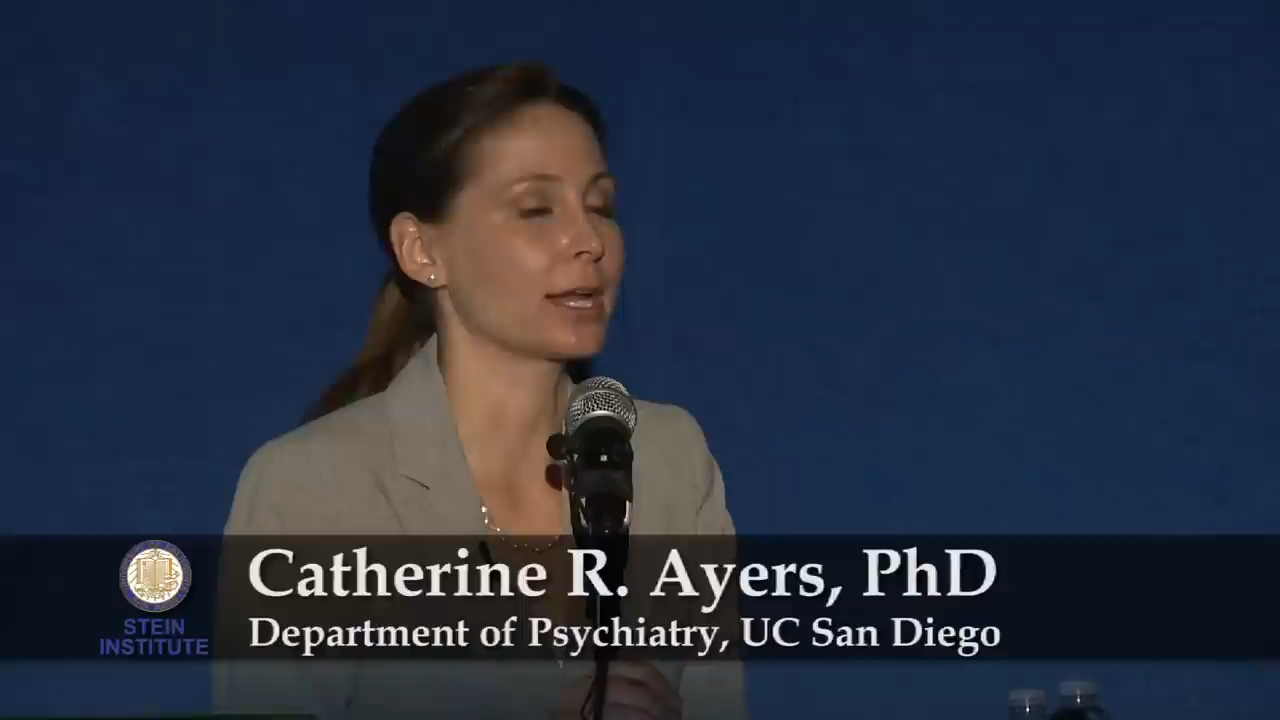 Catherine R. Ayers, PhD
Department of Psychiatry, UC San Diego
STEIN
INSTITUTE